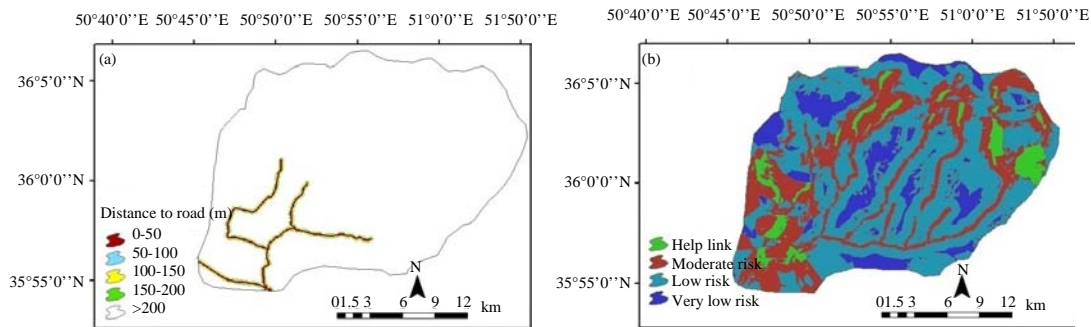 50°40'0''E 50°45'0''E 50°50'0''E 50°55'0''E 51°0'0''E 51°50'0''E
(a)
36°5'0''N
36°0'0''N
35°55'0''N
Distance to road (m)
0-50
50-100
100-150
150-200
>200
N
01.5 3 6 9 12 km
50°40'0''E 50°45'0''E 50°50'0''E 50°55'0''E 51°0'0''E 51°50'0''E
(b)
36°5'0''N
36°0'0''N
35°55'0''N
Help link
Moderate risk
Low risk
Very low risk
N
01.5 3 6 9 12 km